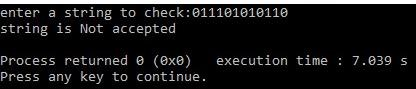 enter a string to check:011101010110
string is Not accepted
Process returned 0 (0x0)   execution time : 7.039 s
Press any key to continue.